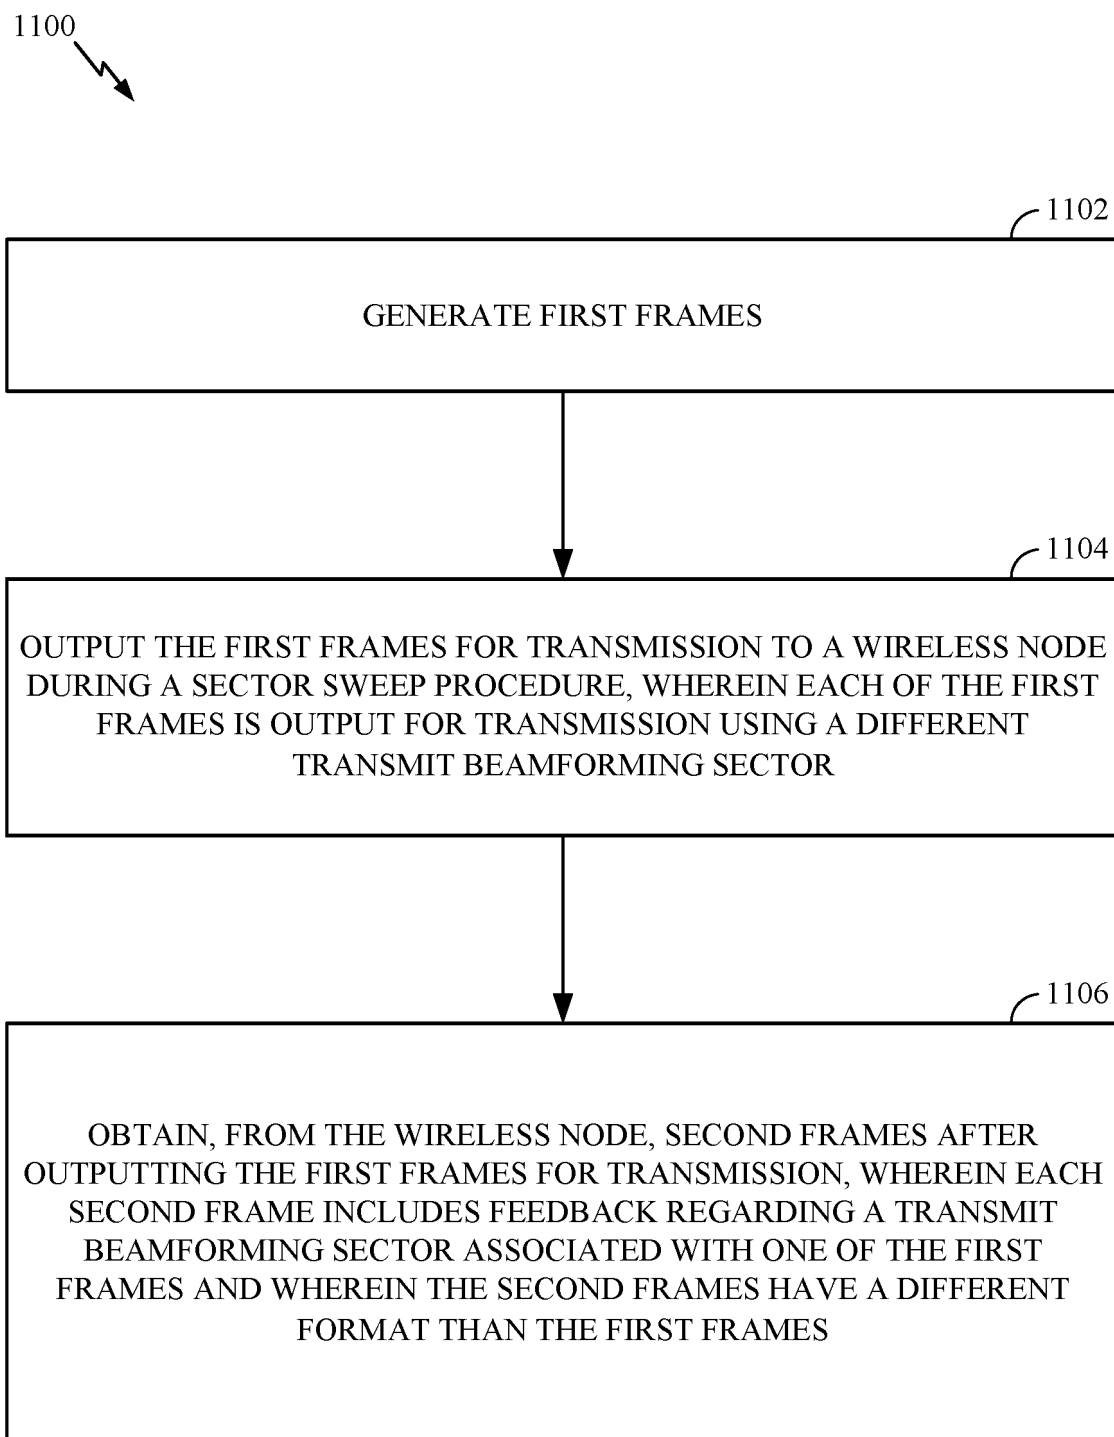 1100
1102
GENERATE FIRST FRAMES
1104
OUTPUT THE FIRST FRAMES FOR TRANSMISSION TO A WIRELESS NODE
DURING A SECTOR SWEEP PROCEDURE, WHEREIN EACH OF THE FIRST
FRAMES IS OUTPUT FOR TRANSMISSION USING A DIFFERENT
TRANSMIT BEAMFORMING SECTOR
1106
OBTAIN, FROM THE WIRELESS NODE, SECOND FRAMES AFTER
OUTPUTTING THE FIRST FRAMES FOR TRANSMISSION, WHEREIN EACH
SECOND FRAME INCLUDES FEEDBACK REGARDING A TRANSMIT
BEAMFORMING SECTOR ASSOCIATED WITH ONE OF THE FIRST
FRAMES AND WHEREIN THE SECOND FRAMES HAVE A DIFFERENT
FORMAT THAN THE FIRST FRAMES